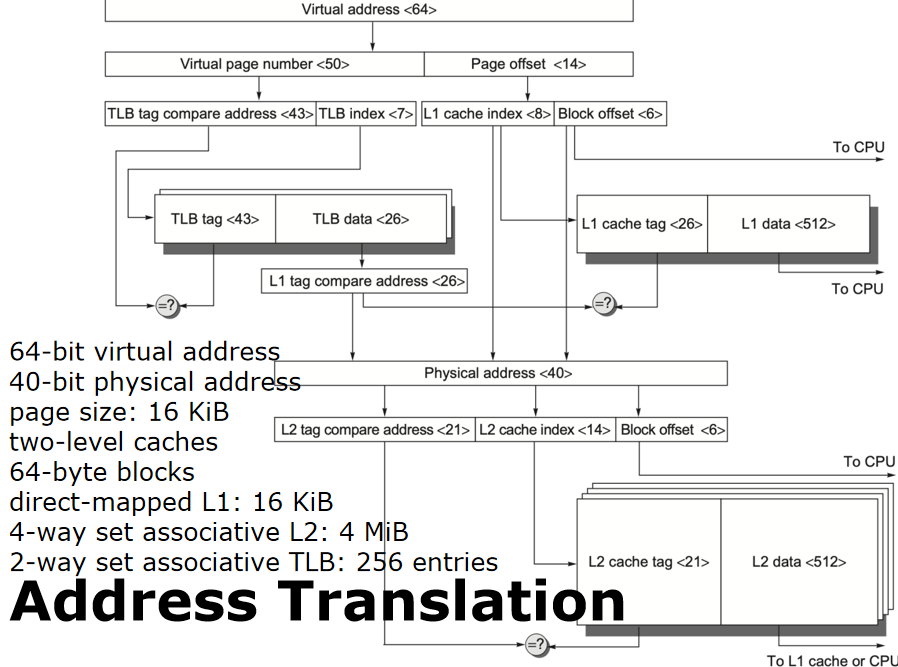 Virtual address <64>
Virtual page number <50> Page offset <14>
TLB tag compare address <43> TLB index <7> L1 cache index <8> Block offset <6>
To CPU
TLB tag <43> TLB data <26> L1 cache tag <26> L1 data <512>
L1 tag compare address <26>
To CPU
=? =?
64-bit virtual address
40-bit physical address
Physical address <40>
page size: 16 KiB
two-level caches
L2 tag compare address <21> L2 cache index <14> Block offset <6>
64-byte blocks
To CPU
direct-mapped L1: 16 KiB
4-way set associative L2: 4 MiB
2-way set associative TLB: 256 entries
L2 cache tag <21> L2 data <512>
Address Translation
=?
To L1 cache or CPU